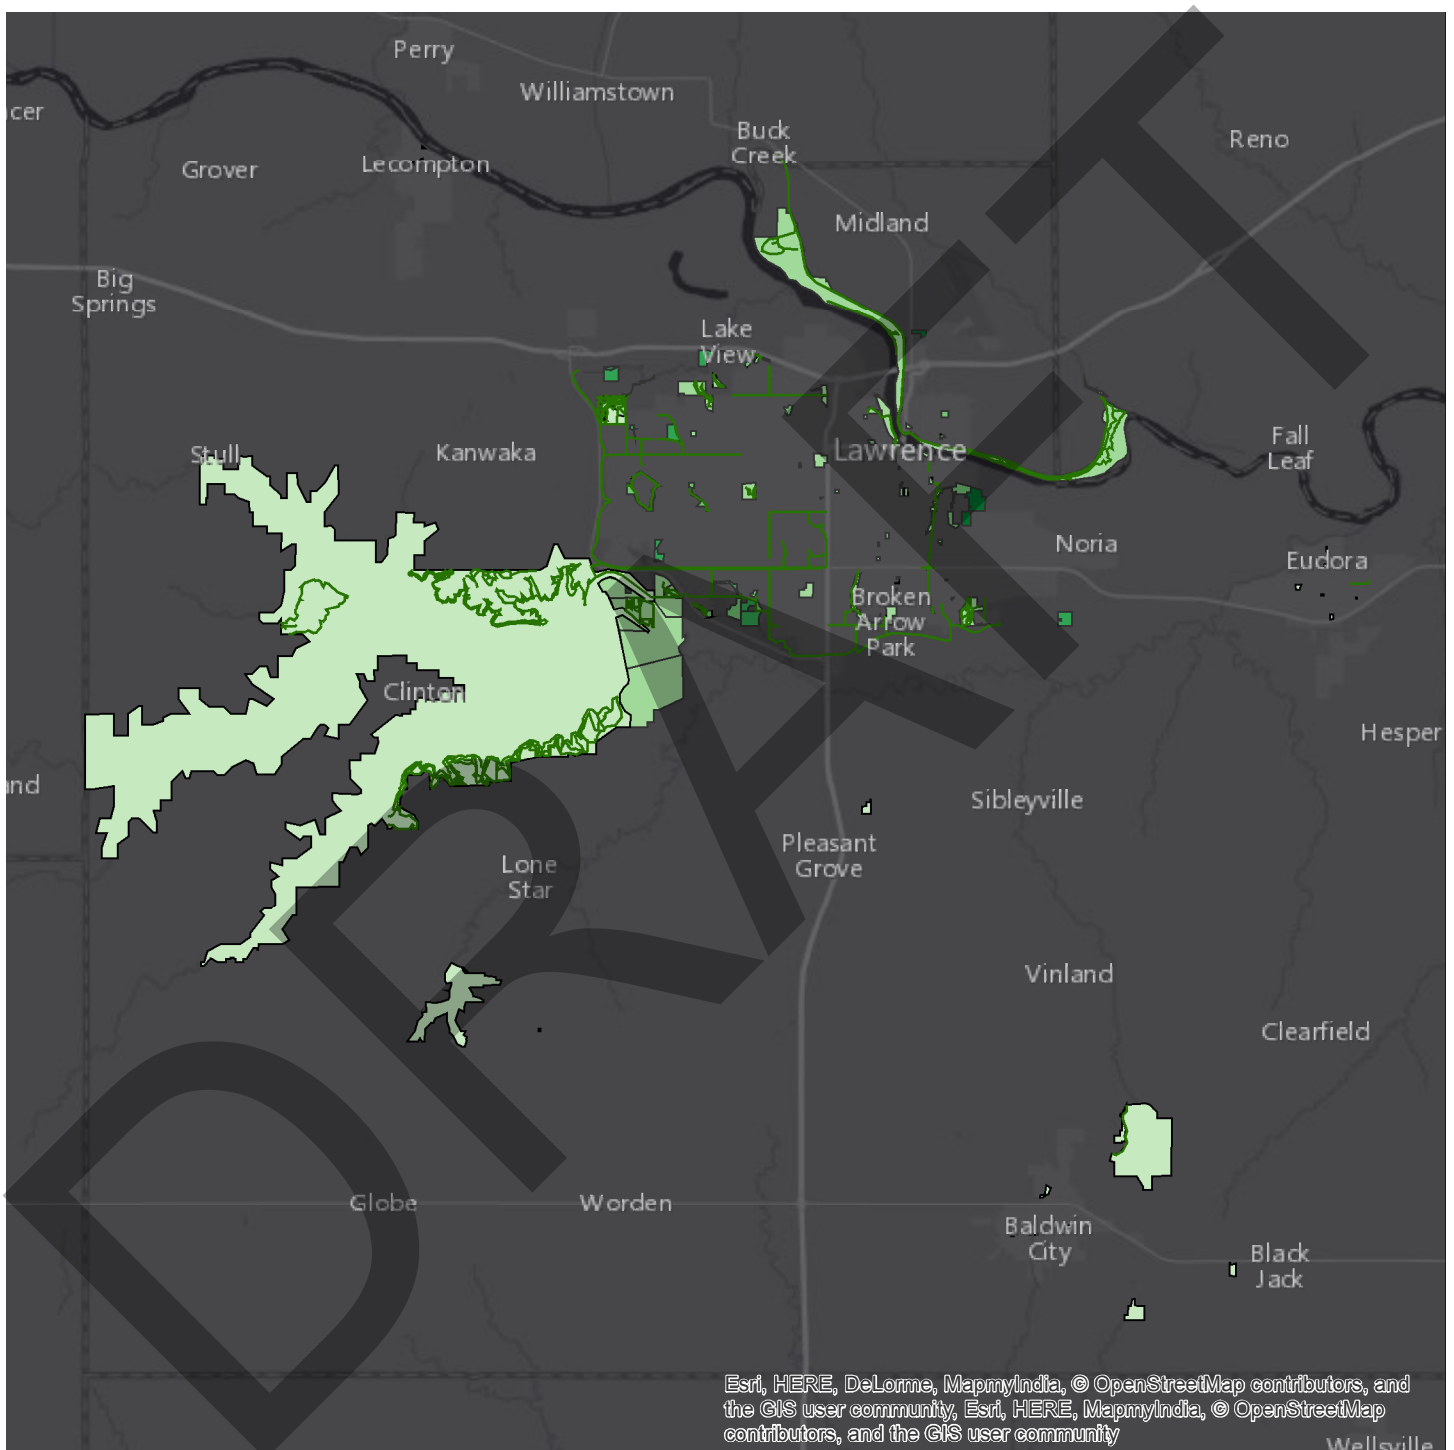 Perry
Williamstown
Buck
Creek
Reno
cer
Grover
Lecompton
Midland
Big
Springs
Lake
View
Stull
Kanwaka
Lawrence
Fall
Leaf
Noria
Eudora
Broken
Arrow
Park
Clinton
Hesper
and
Sibleyville
Pleasant
Grove
Lone
Star
Vinland
Clearfield
Globe
Worden
Baldwin
City
Black
Jack
DRAFT
Esri, HERE, DeLorme, MapmyIndia, © OpenStreetMap contributors, and
the GIS user community, Esri, HERE, MapmyIndia, © OpenStreetMap
contributors, and the GIS user community
Wellsville